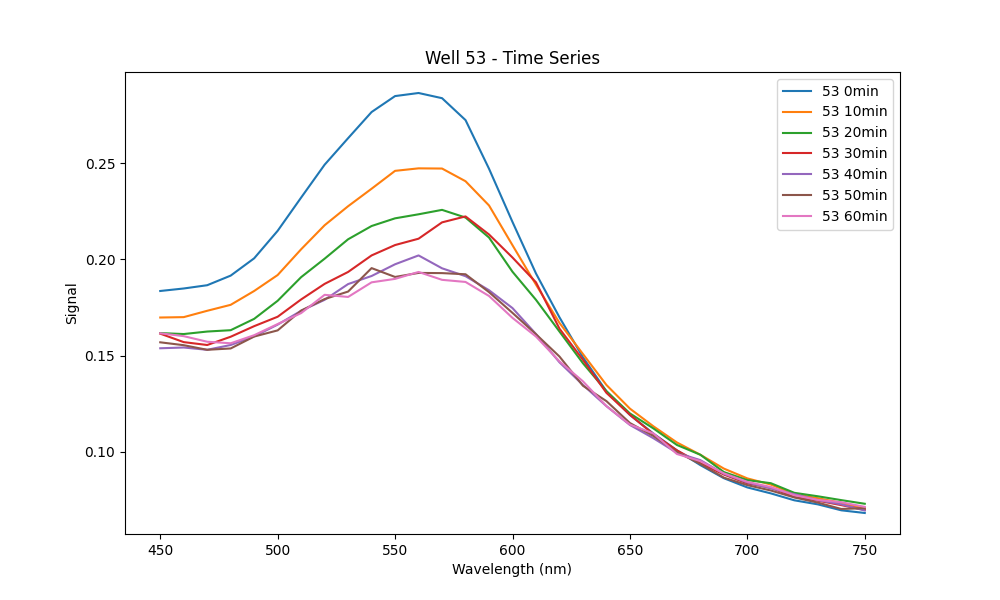 Well 53 - Time Series
53 0min
53 10min
53 20min
53 30min
53 40min
53 50min
53 60min
Signal
0.25
0.20
0.15
0.10
450 500 550 600 650 700 750
Wavelength (nm)